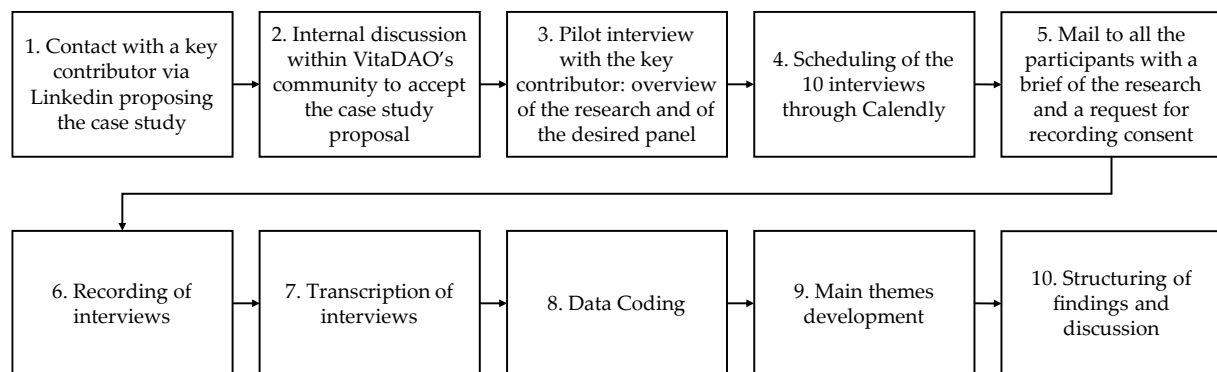 1. Contact with a key
contributor via
Linkedin proposing
the case study
2. Internal discussion
within VitaDAO's
community to accept
the case study
proposal
3. Pilot interview
with the key
contributor: overview
of the research and of
the desired panel
4. Scheduling of the
10 interviews
through Calendly
5. Mail to all the
participants with a
brief of the research
and a request for
recording consent
6. Recording of
interviews
7. Transcription of
interviews
8. Data Coding
9. Main themes
development
10. Structuring of
findings and
discussion